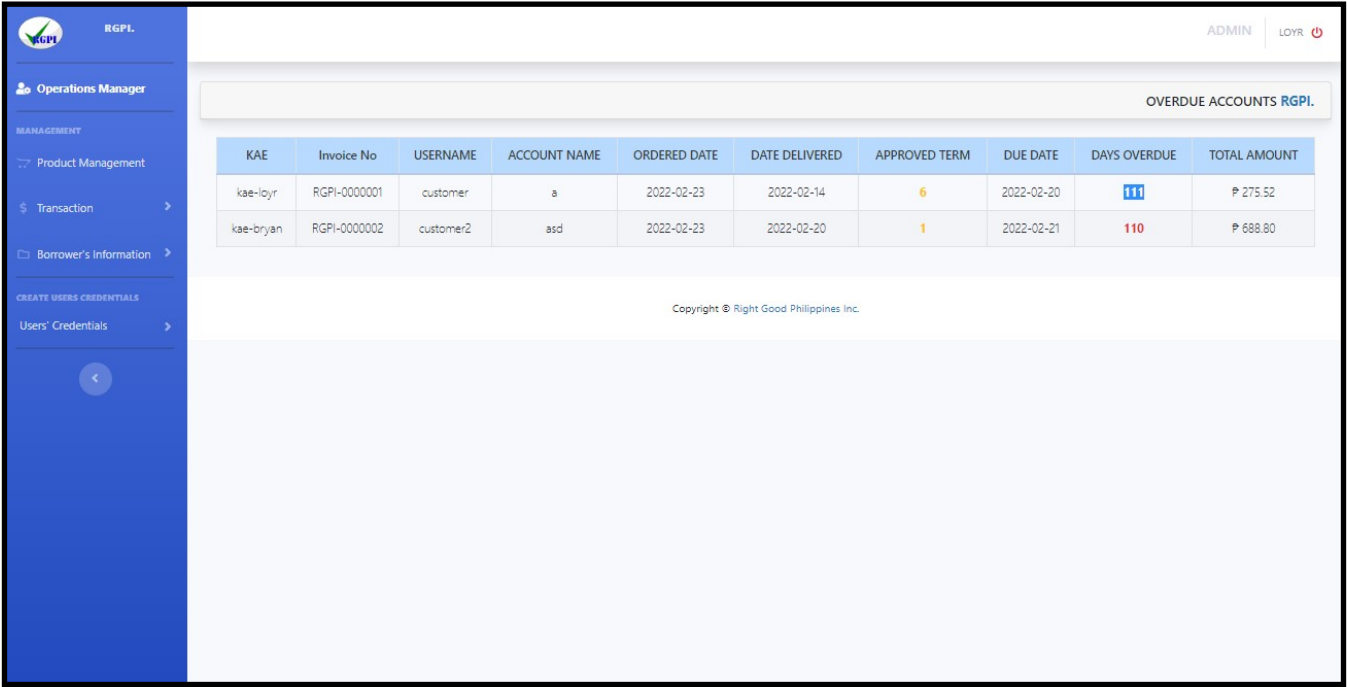 RGPI
RGPI.
ADMIN
LOYR
Operations Manager
MANAGEMENT
Product Management
$ Transaction
Borrower's Information
CREATE USERS CREDENTIALS
Users' Credentials
OVERDUE ACCOUNTS RGPI.
KAE Invoice No USERNAME ACCOUNT NAME ORDERED DATE DATE DELIVERED APPROVED TERM DUE DATE DAYS OVERDUE TOTAL AMOUNT
kae-loyr RGPI-0000001 customer a 2022-02-23 2022-02-14 6 2022-02-20 111 ₱ 275.52
kae-bryan RGPI-0000002 customer2 asd 2022-02-23 2022-02-20 1 2022-02-21 110 ₱ 688.80
Copyright © Right Good Philippines Inc.